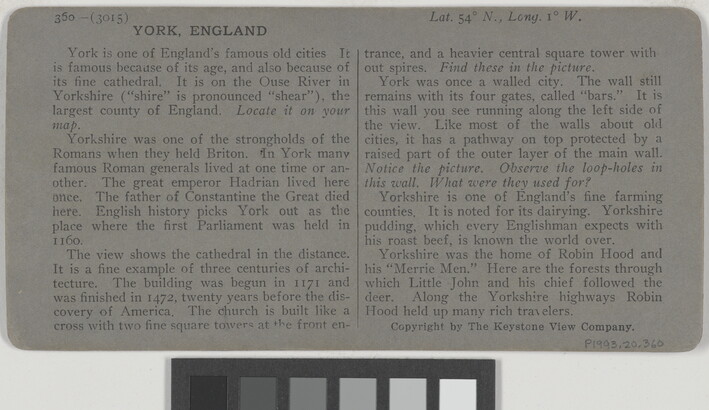 360—(3015)
Lat. 54° N., Long. 1° W.
YORK, ENGLAND
York is one of England's famous old cities It
is famous because of its age, and also because of
its fine cathedral. It is on the Ouse River in
Yorkshire ("shire" is pronounced "shear"), the
largest county of England. Locate it on your
map.
Yorkshire was one of the strongholds of the
Romans when they held Briton. In York many
famous Roman generals lived at one time or an-
other. The great emperor Hadrian lived here
once. The father of Constantine the Great died
here. English history picks York out as the
place where the first Parliament was held in
1160.
The view shows the cathedral in the distance.
It is a fine example of three centuries of archi-
tecture. The building was begun in 1171 and
was finished in 1472, twenty years before the dis-
covery of America. The church is built like a
cross with two fine square towers at the front en-
trance, and a heavier central square tower with
out spires. Find these in the picture.
York was once a walled city. The wall still
remains with its four gates, called "bars." It is
this wall you see running along the left side of
the view. Like most of the walls about old
cities, it has a pathway on top protected by a
raised part of the outer layer of the main wall.
Notice the picture. Observe the loop-holes in
this wall. What were they used for?
Yorkshire is one of England's fine farming
counties. It is noted for its dairying. Yorkshire
pudding, which every Englishman expects with
his roast beef, is known the world over.
Yorkshire was the home of Robin Hood and
his "Merrie Men." Here are the forests through
which Little John and his chief followed the
deer. Along the Yorkshire highways Robin
Hood held up many rich travelers.
Copyright by The Keystone View Company.
P1993.20.360